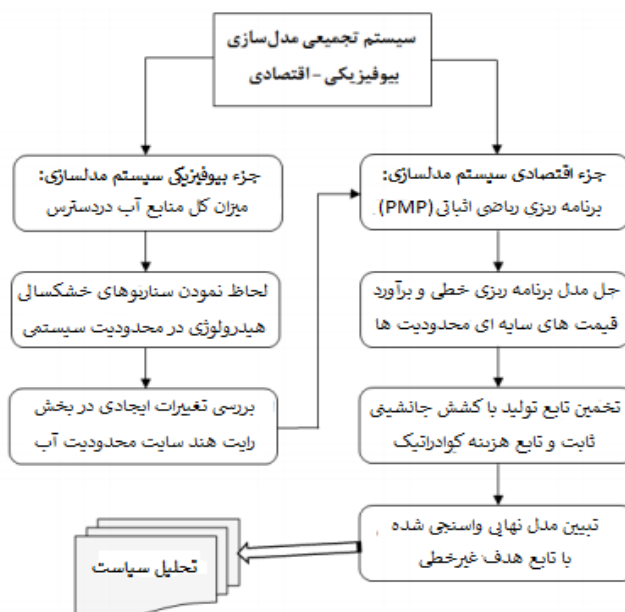 سیستم تجمیعی مدل‌سازی
بیوفیزیکی – اقتصادی
جزء بیوفیزیکی سیستم مدلسازی:
میزان کل منابع آب دردسترس
لحاظ نمودن سناریوهای خشکسالی
هیدرولوژی در محدودیت سیستمی
بررسی تغییرات ایجادی در بخش
رایت هند سایت محدودیت آب
جزء اقتصادی سیستم مدلسازی:
برنامه ریزی ریاضی اثباتی (PMP).
حل مدل برنامه ریزی خطی و برآورد
قیمت های سایه ای محدودیت ها
تخمین تابع تولید با کشش جانشینی
ثابت و تابع هزینه کوادراتیک
تبیین مدل نهایی واسنجی شده
با تابع هدف غیرخطی
تحلیل سیاست